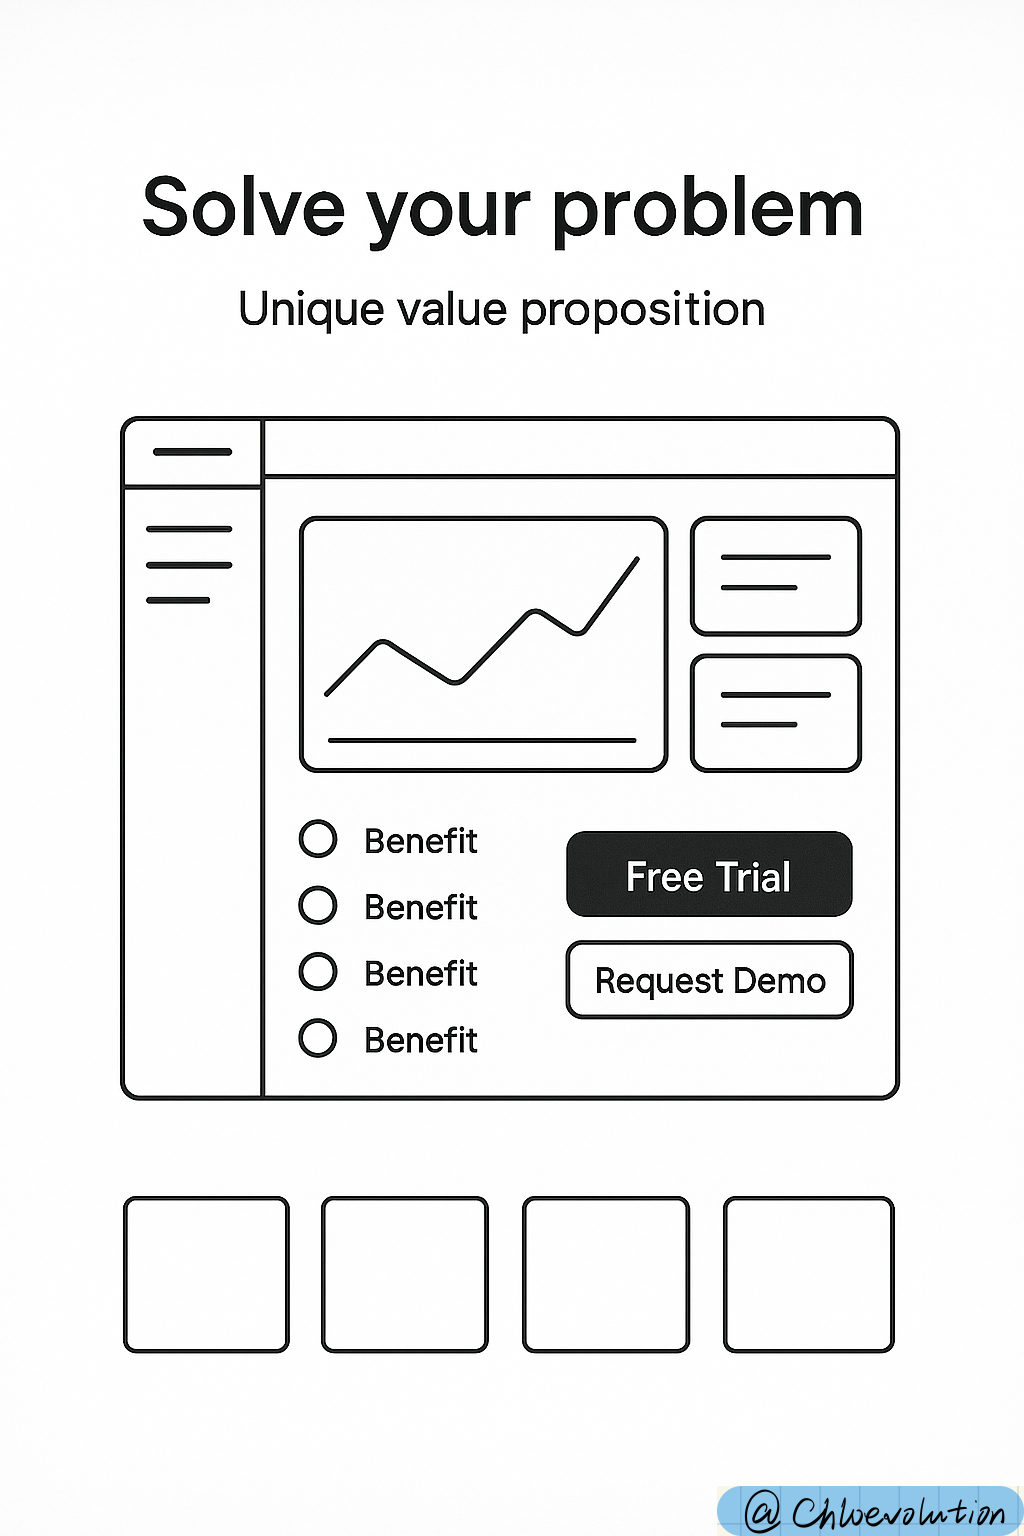 Solve your problem
Unique value proposition
Benefit
Benefit
Benefit
Benefit
Free Trial
Request Demo
@Chloevolution